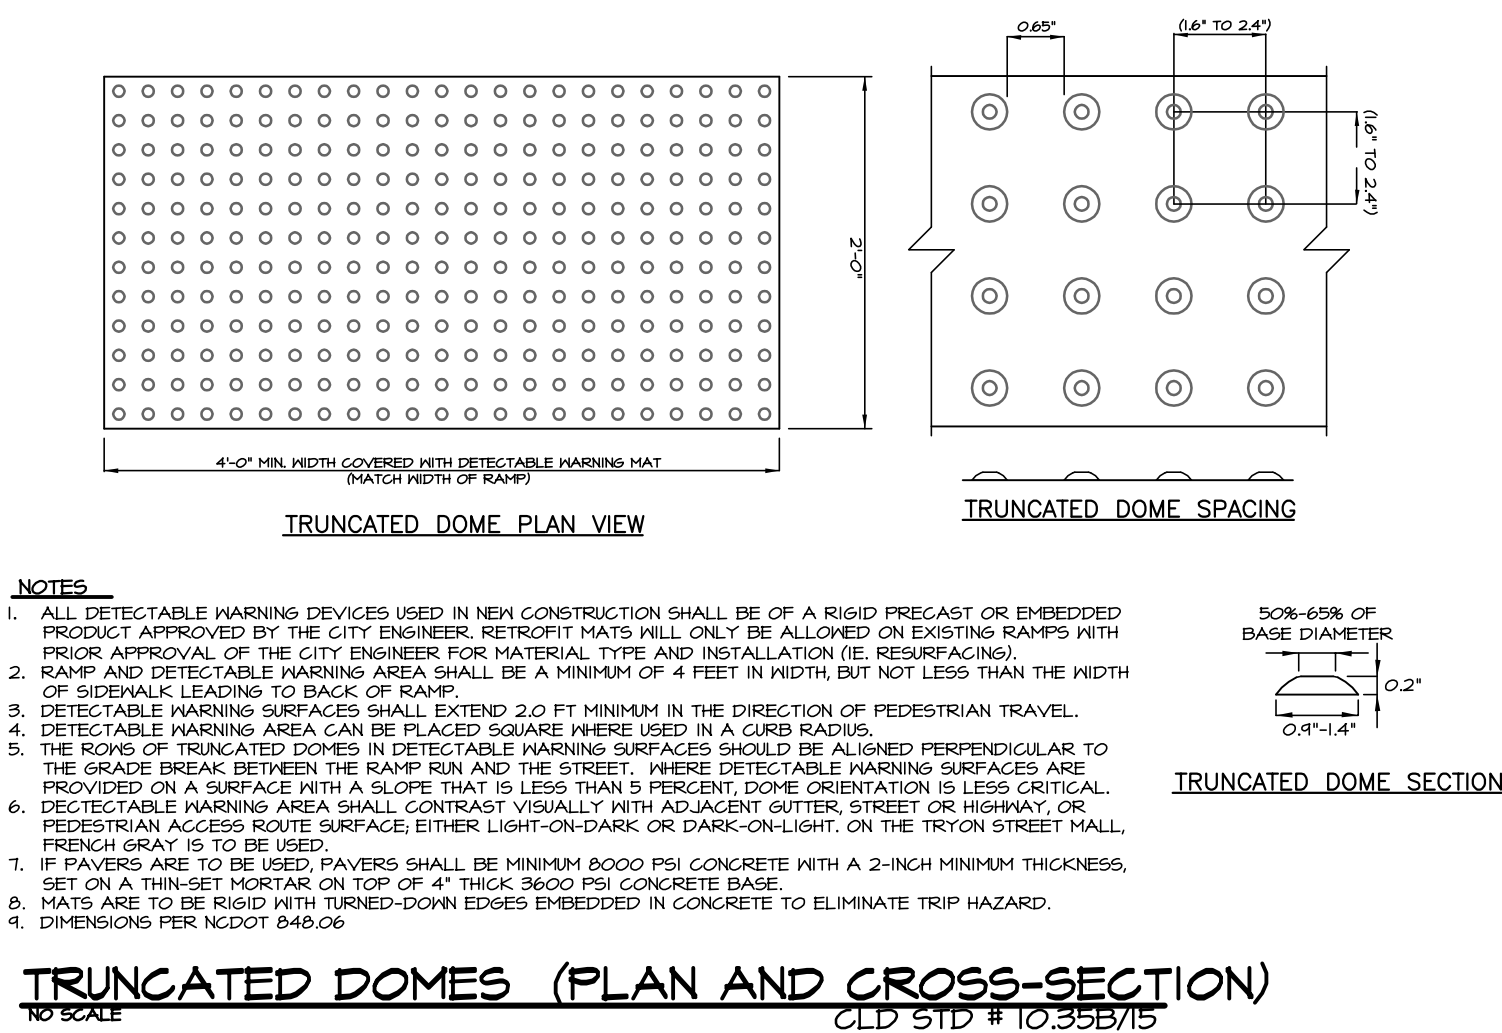 0.65"
(1.6" TO 2.4")
(1.6" TO 2.4")
2'-0"
4'-0" MIN. WIDTH COVERED WITH DETECTABLE WARNING MAT
(MATCH WIDTH OF RAMP)
TRUNCATED DOME PLAN VIEW
TRUNCATED DOME SPACING
NOTES
1. ALL DETECTABLE WARNING DEVICES USED IN NEW CONSTRUCTION SHALL BE OF A RIGID PRECAST OR EMBEDDED
PRODUCT APPROVED BY THE CITY ENGINEER. RETROFIT MATS WILL ONLY BE ALLOWED ON EXISTING RAMPS WITH
PRIOR APPROVAL OF THE CITY ENGINEER FOR MATERIAL TYPE AND INSTALLATION (IE. RESURFACING).
2. RAMP AND DETECTABLE WARNING AREA SHALL BE A MINIMUM OF 4 FEET IN WIDTH, BUT NOT LESS THAN THE WIDTH
OF SIDEWALK LEADING TO BACK OF RAMP.
3. DETECTABLE WARNING SURFACES SHALL EXTEND 2.0 FT MINIMUM IN THE DIRECTION OF PEDESTRIAN TRAVEL.
4. DETECTABLE WARNING AREA CAN BE PLACED SQUARE WHERE USED IN A CURB RADIUS.
5. THE ROWS OF TRUNCATED DOMES IN DETECTABLE WARNING SURFACES SHOULD BE ALIGNED PERPENDICULAR TO
THE GRADE BREAK BETWEEN THE RAMP RUN AND THE STREET. WHERE DETECTABLE WARNING SURFACES ARE
PROVIDED ON A SURFACE WITH A SLOPE THAT IS LESS THAN 5 PERCENT, DOME ORIENTATION IS LESS CRITICAL.
6. DECTECTABLE WARNING AREA SHALL CONTRAST VISUALLY WITH ADJACENT GUTTER, STREET OR HIGHWAY, OR
PEDESTRIAN ACCESS ROUTE SURFACE; EITHER LIGHT-ON-DARK OR DARK-ON-LIGHT. ON THE TRYON STREET MALL,
FRENCH GRAY IS TO BE USED.
7. IF PAVERS ARE TO BE USED, PAVERS SHALL BE MINIMUM 8000 PSI CONCRETE WITH A 2-INCH MINIMUM THICKNESS,
SET ON A THIN-SET MORTAR ON TOP OF 4" THICK 3600 PSI CONCRETE BASE.
8. MATS ARE TO BE RIGID WITH TURNED-DOWN EDGES EMBEDDED IN CONCRETE TO ELIMINATE TRIP HAZARD.
9. DIMENSIONS PER NCDOT 848.06
50%-65% OF
BASE DIAMETER
0.2"
0.9"-1.4"
TRUNCATED DOME SECTION
TRUNCATED DOMES (PLAN AND CROSS-SECTION)
NO SCALE
CLD STD # 10.35B/15